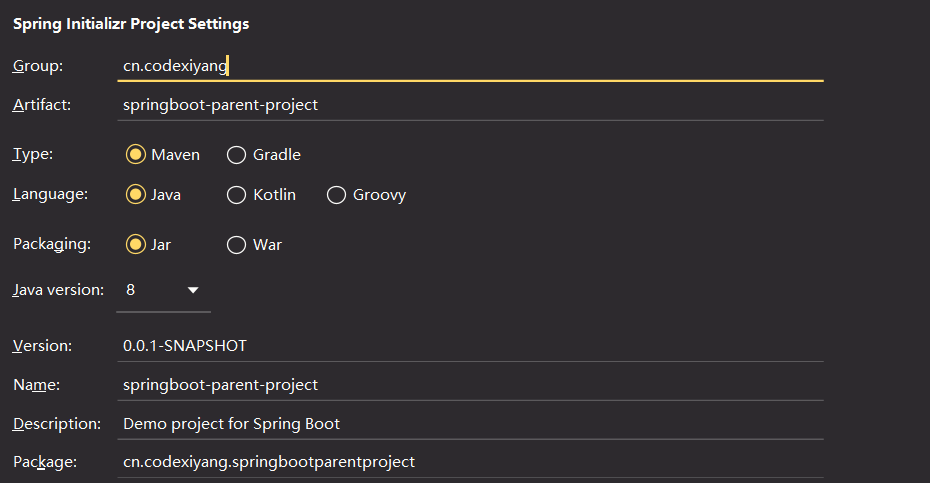 Spring Initializr Project Settings
Group: cn.codexiyang
Artifact: springboot-parent-project
Type: Maven Gradle
Language: Java Kotlin Groovy
Packaging: Jar War
Java version: 8
Version: 0.0.1-SNAPSHOT
Name: springboot-parent-project
Description: Demo project for Spring Boot
Package: cn.codexiyang.springbootparentproject